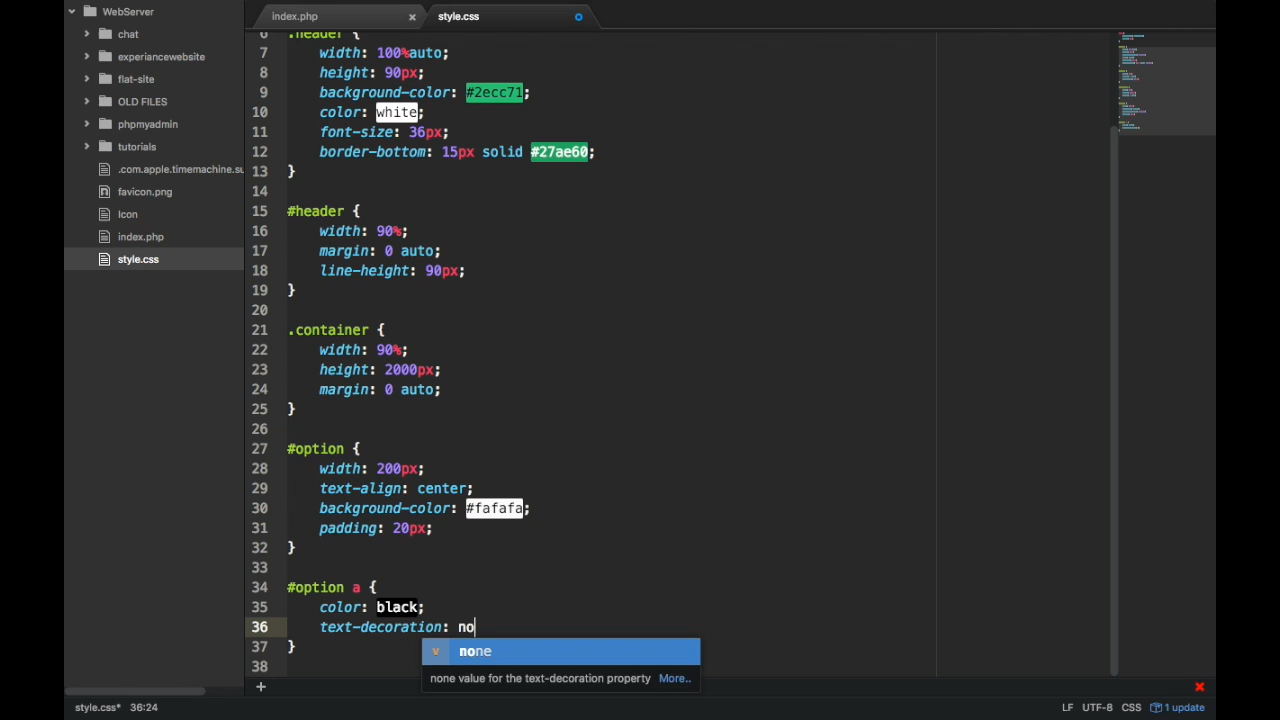 WebServer
chat
experiancewebsite
flat-site
OLD FILES
phpmyadmin
tutorials
.com.apple.timemachine.su
favicon.png
Icon
index.php
style.css
index.php ×
style.css
6 .header {
7 width: 100%auto;
8 height: 90px;
9 background-color: #2ecc71;
10 color: white;
11 font-size: 36px;
12 border-bottom: 15px solid #27ae60;
13 }
14
15 #header {
16 width: 90%;
17 margin: 0 auto;
18 line-height: 90px;
19 }
20
21 .container {
22 width: 90%;
23 height: 2000px;
24 margin: 0 auto;
25 }
26
27 #option {
28 width: 200px;
29 text-align: center;
30 background-color: #fafafa;
31 padding: 20px;
32 }
33
34 #option a {
35 color: black;
36 text-decoration: no
37 }
38
v none
none value for the text-decoration property More..
+
style.css* 36:24
LF UTF-8 CSS 1 update